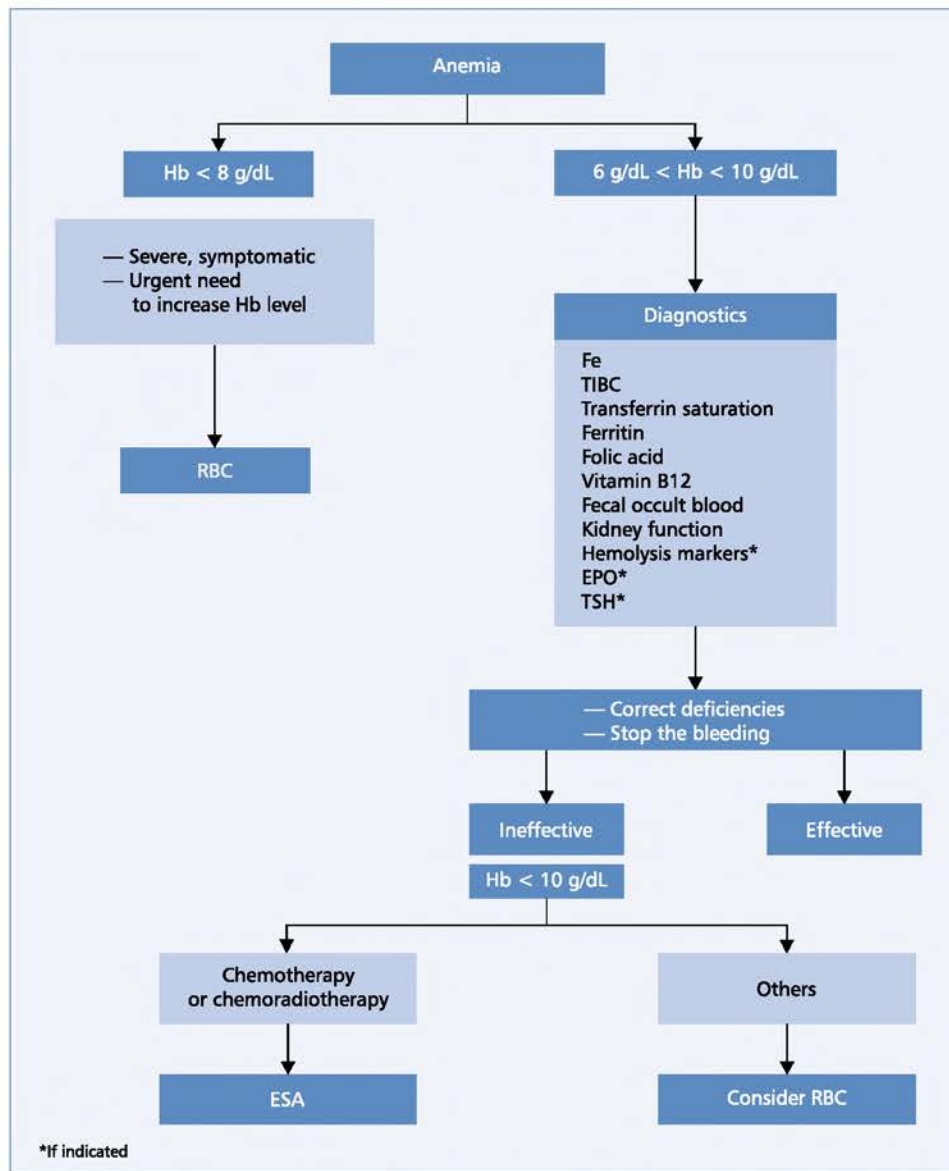 Anemia
Hb < 8 g/dL
6 g/dL < Hb < 10 g/dL
— Severe, symptomatic
— Urgent need
to increase Hb level
RBC
Diagnostics
Fe
TIBC
Transferrin saturation
Ferritin
Folic acid
Vitamin B12
Fecal occult blood
Kidney function
Hemolysis markers*
EPO*
TSH*
— Correct deficiencies
— Stop the bleeding
Ineffective
Effective
Hb < 10 g/dL
Chemotherapy
or chemoradiotherapy
Others
ESA
Consider RBC
*If indicated